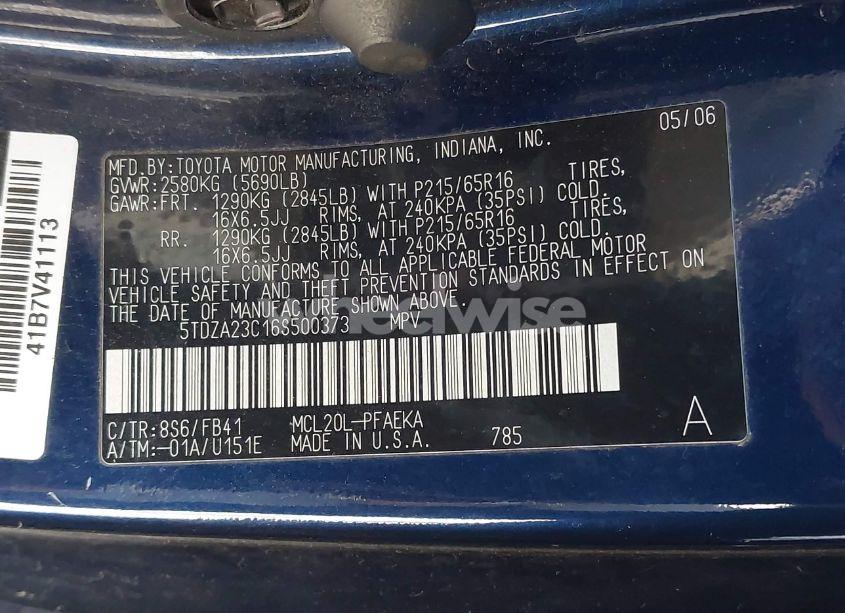 05/06
MFD.BY:TOYOTA MOTOR MANUFACTURING, INDIANA, INC.
GVWR:2580KG (5690LB)
GAWR:FRT. 1290KG (2845LB) WITH P215/65R16 TIRES,
16X6.5JJ RIMS, AT 240KPA (35PSI) COLD.
RR. 1290KG (2845LB) WITH P215/65R16 TIRES,
16X6.5JJ RIMS, AT 240KPA (35PSI) COLD.
THIS VEHICLE CONFORMS TO ALL APPLICABLE FEDERAL MOTOR
VEHICLE SAFETY AND THEFT PREVENTION STANDARDS IN EFFECT ON
THE DATE OF MANUFACTURE SHOWN ABOVE.
5TDZA23C16S500373 MPV
C/TR:8S6/FB41 MCL20L-PFAEKA
A/TM:-01A/U151E MADE IN U.S.A. 785
A
41B7V41113